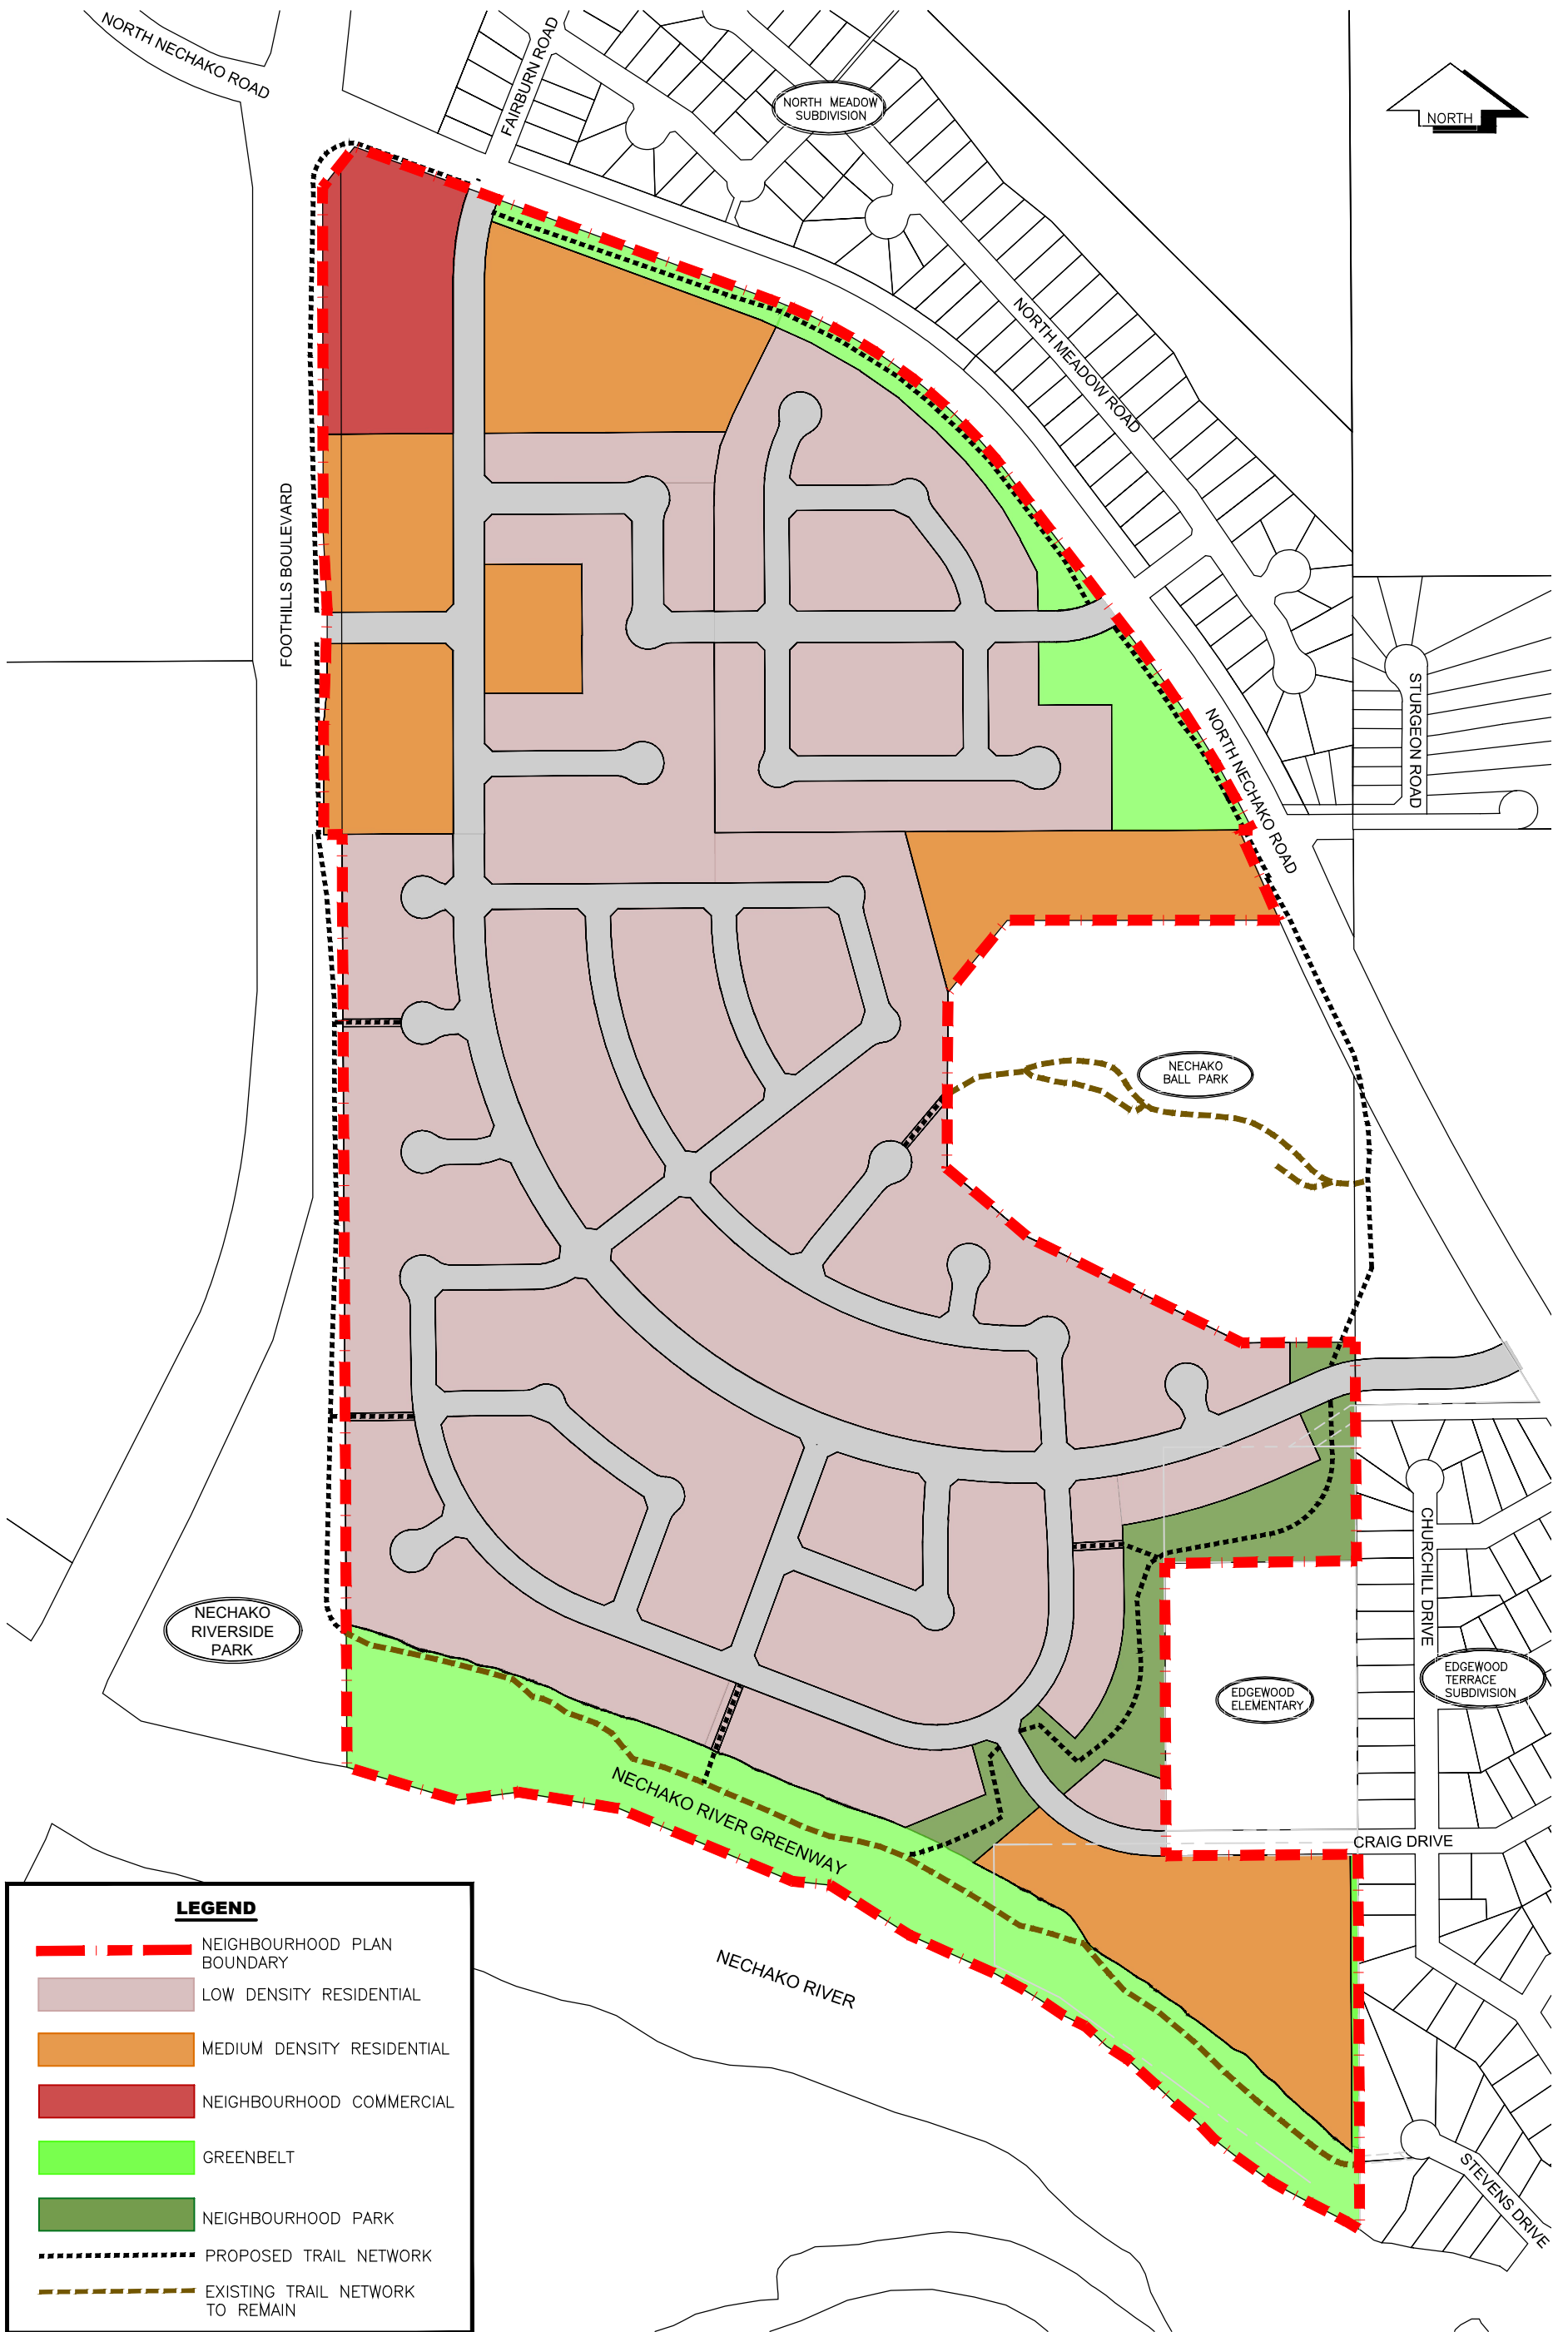 NORTH NECHAKO ROAD
FAIRBURN ROAD
NORTH MEADOW
SUBDIVISION
NORTH
NORTH MEADOW ROAD
FOOTHILLS BOULEVARD
STURGEON ROAD
NORTH NECHAKO ROAD
NECHAKO
BALL PARK
CHURCHILL DRIVE
NECHAKO
RIVERSIDE
PARK
EDGEWOOD
TERRACE
SUBDIVISION
EDGEWOOD
ELEMENTARY
NECHAKO RIVER GREENWAY
CRAIG DRIVE
NECHAKO RIVER
STEVENS DRIVE
LEGEND
NEIGHBOURHOOD PLAN
BOUNDARY
LOW DENSITY RESIDENTIAL
MEDIUM DENSITY RESIDENTIAL
NEIGHBOURHOOD COMMERCIAL
GREENBELT
NEIGHBOURHOOD PARK
PROPOSED TRAIL NETWORK
EXISTING TRAIL NETWORK
TO REMAIN